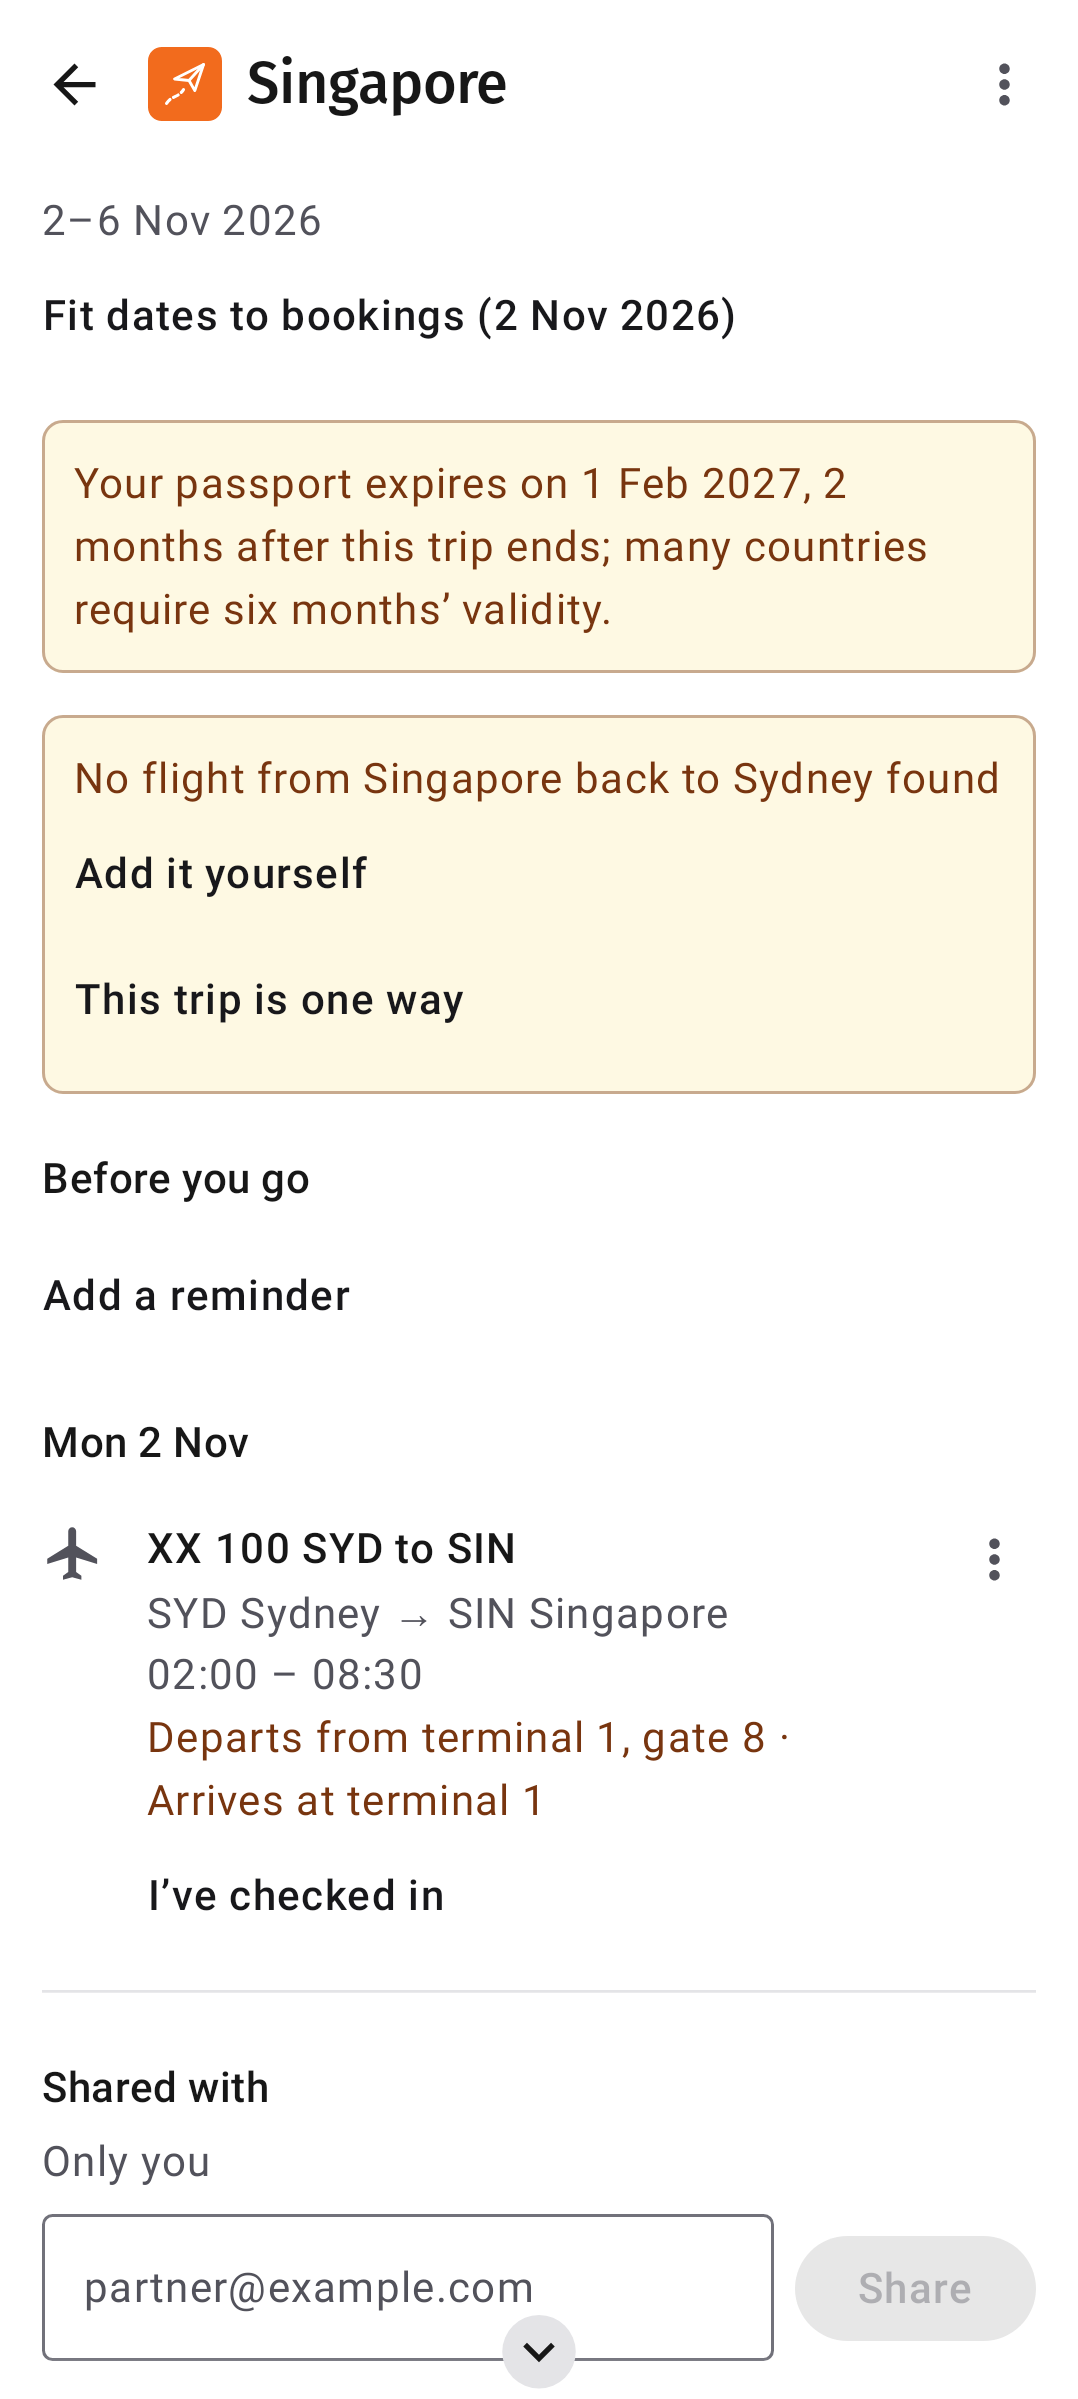 Singapore
2–6 Nov 2026
Fit dates to bookings (2 Nov 2026)
Your passport expires on 1 Feb 2027, 2
months after this trip ends; many countries
require six months’ validity.
No flight from Singapore back to Sydney found
Add it yourself
This trip is one way
Before you go
Add a reminder
Mon 2 Nov
XX 100 SYD to SIN
SYD Sydney → SIN Singapore
02:00 – 08:30
Departs from terminal 1, gate 8 ·
Arrives at terminal 1
I’ve checked in
Shared with
Only you
partner@example.com
Share